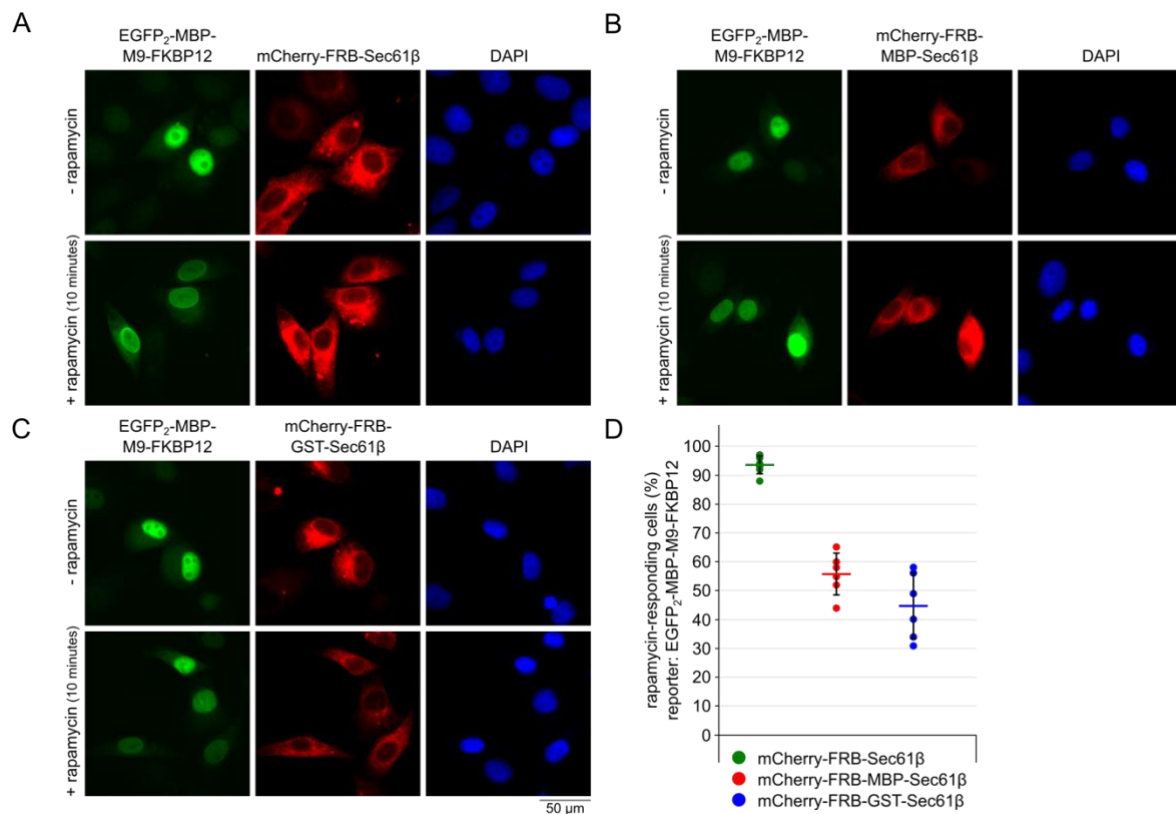 A
EGFP₂-MBP-
M9-FKBP12
mCherry-FRB-Sec61β
DAPI
- rapamycin
+ rapamycin (10 minutes)
B
EGFP₂-MBP-
M9-FKBP12
mCherry-FRB-
MBP-Sec61β
DAPI
- rapamycin
+ rapamycin (10 minutes)
C
EGFP₂-MBP-
M9-FKBP12
mCherry-FRB-
GST-Sec61β
DAPI
- rapamycin
+ rapamycin (10 minutes)
50 µm
D
rapamycin-responding cells (%)
reporter: EGFP₂-MBP-M9-FKBP12
100
90
80
70
60
50
40
30
20
10
0
mCherry-FRB-Sec61β
mCherry-FRB-MBP-Sec61β
mCherry-FRB-GST-Sec61β